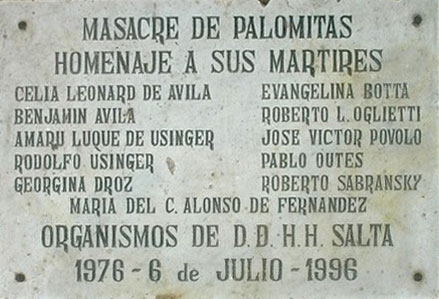 MASACRE DE PALOMITAS
HOMENAJE A SUS MARTIRES
CELIA LEONARD DE AVILA EVANGELINA BOTTA
BENJAMIN AVILA ROBERTO L. OGLIETTI
AMARU LUQUE DE USINGER JOSE VICTOR POVOLO
RODOLFO USINGER PABLO OUTES
GEORGINA DROZ ROBERTO SABRANSKY
MARIA DEL C. ALONSO DE FERNANDEZ
ORGANISMOS DE D.D.H.H. SALTA
1976 - 6 de JULIO - 1996